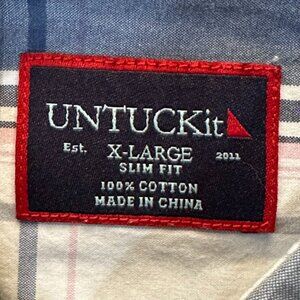 UNTUCKit
Est. X-LARGE 2011
SLIM FIT
100% COTTON
MADE IN CHINA